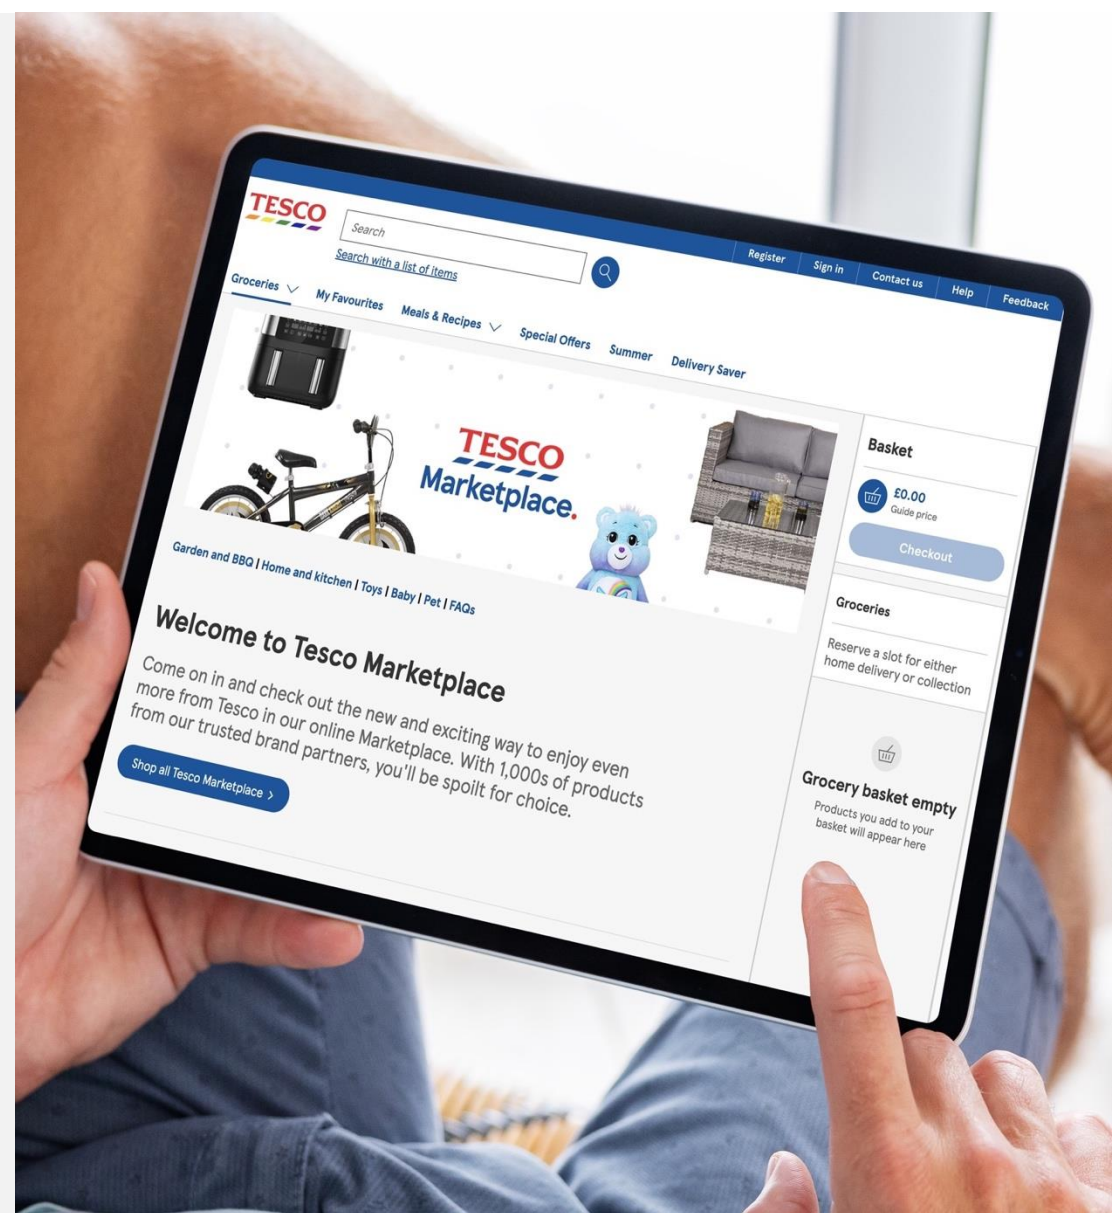 TESCO
Search
Search with a list of items
Register
Sign in
Contact us
Help
Feedback
Groceries
My Favourites
Meals & Recipes
Special Offers
Summer
Delivery Saver
TESCO
Marketplace.
Garden and BBQ | Home and kitchen | Toys | Baby | Pet | FAQs
Welcome to Tesco Marketplace
Come on in and check out the new and exciting way to enjoy even
more from Tesco in our online Marketplace. With 1,000s of products
from our trusted brand partners, you'll be spoilt for choice.
Shop all Tesco Marketplace >
Basket
£0.00
Guide price
Checkout
Groceries
Reserve a slot for either
home delivery or collection
Grocery basket empty
Products you add to your
basket will appear here